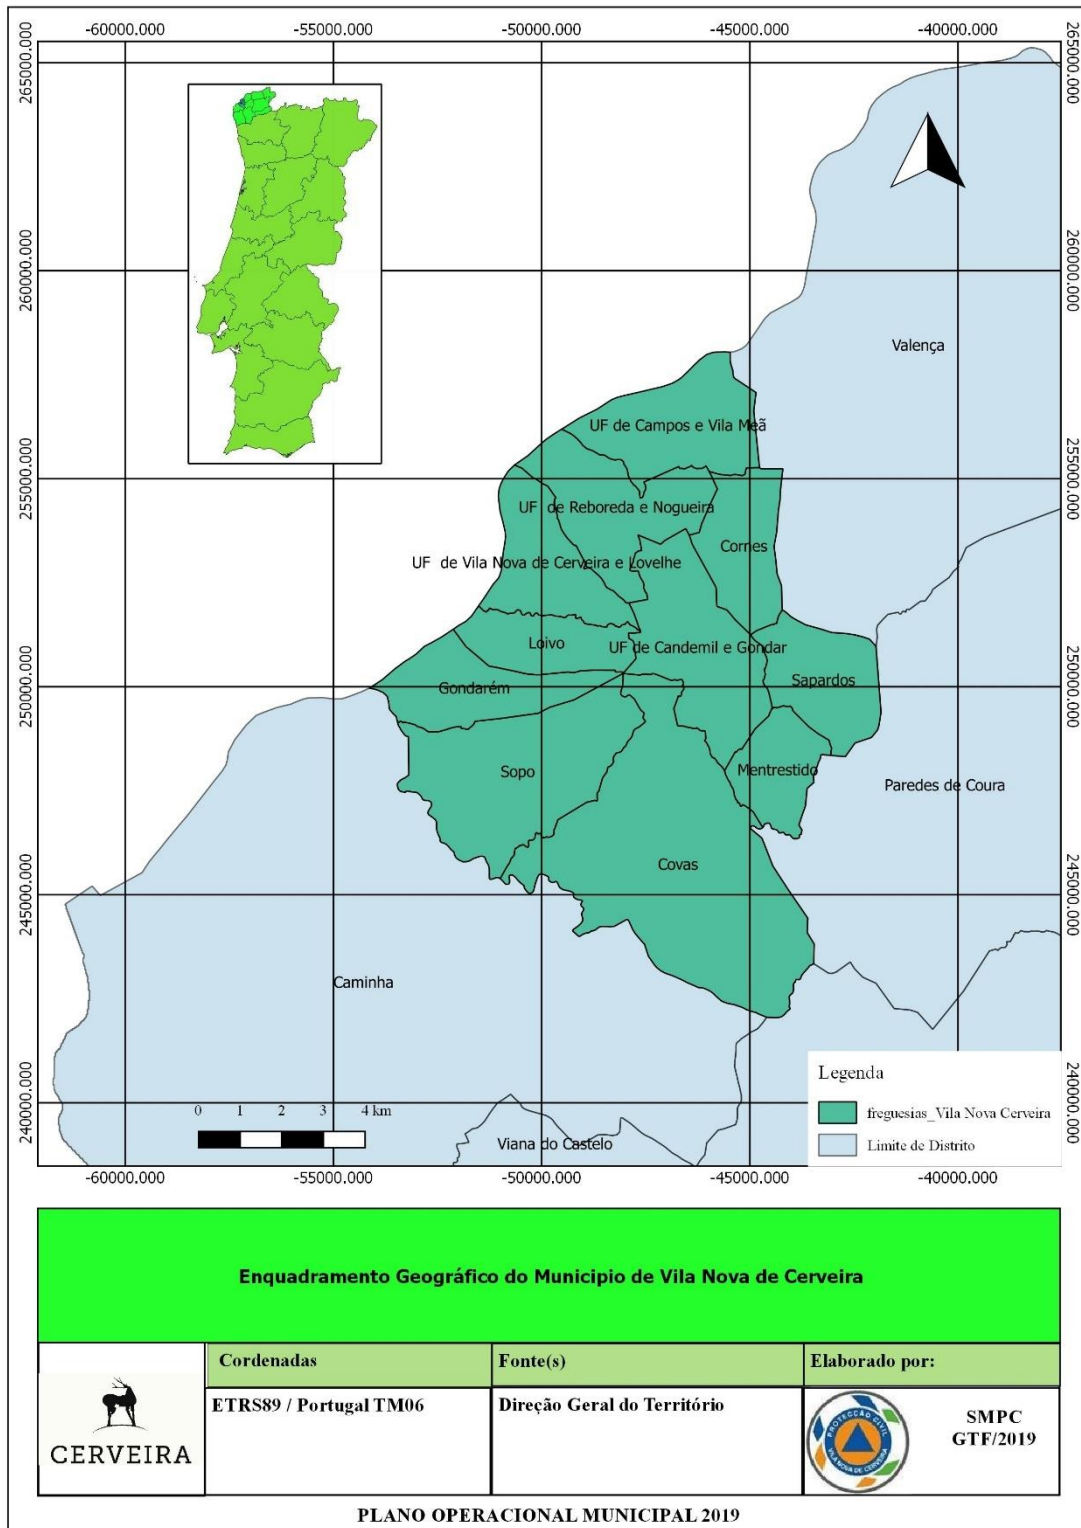 -60000.000 -55000.000 -50000.000 -45000.000 -40000.000
265000.000 265000.000
260000.000 260000.000
Valença
UF de Campos e Vila Meã
255000.000 255000.000
UF de Reboreda e Nogueira
Cornes
UF de Vila Nova de Cerveira e Lovelhe
Loivo
UF de Candemil e Gondar
Sapardos
250000.000 250000.000
Gondarém
Sopo
Mentrestido
Paredes de Coura
Covas
245000.000 245000.000
Caminha
Legenda
240000.000 240000.000
freguesias_Vila Nova Cerveira
0 1 2 3 4 km
Viana do Castelo
Limite de Distrito
-60000.000 -55000.000 -50000.000 -45000.000 -40000.000
Enquadramento Geográfico do Municipio de Vila Nova de Cerveira
Cordenadas
Fonte(s)
Elaborado por:
CERVEIRA
ETRS89 / Portugal TM06
Direção Geral do Território
PROTECÇÃO CIVIL
VILA NOVA DE CERVEIRA
SMPC
GTF/2019
PLANO OPERACIONAL MUNICIPAL 2019